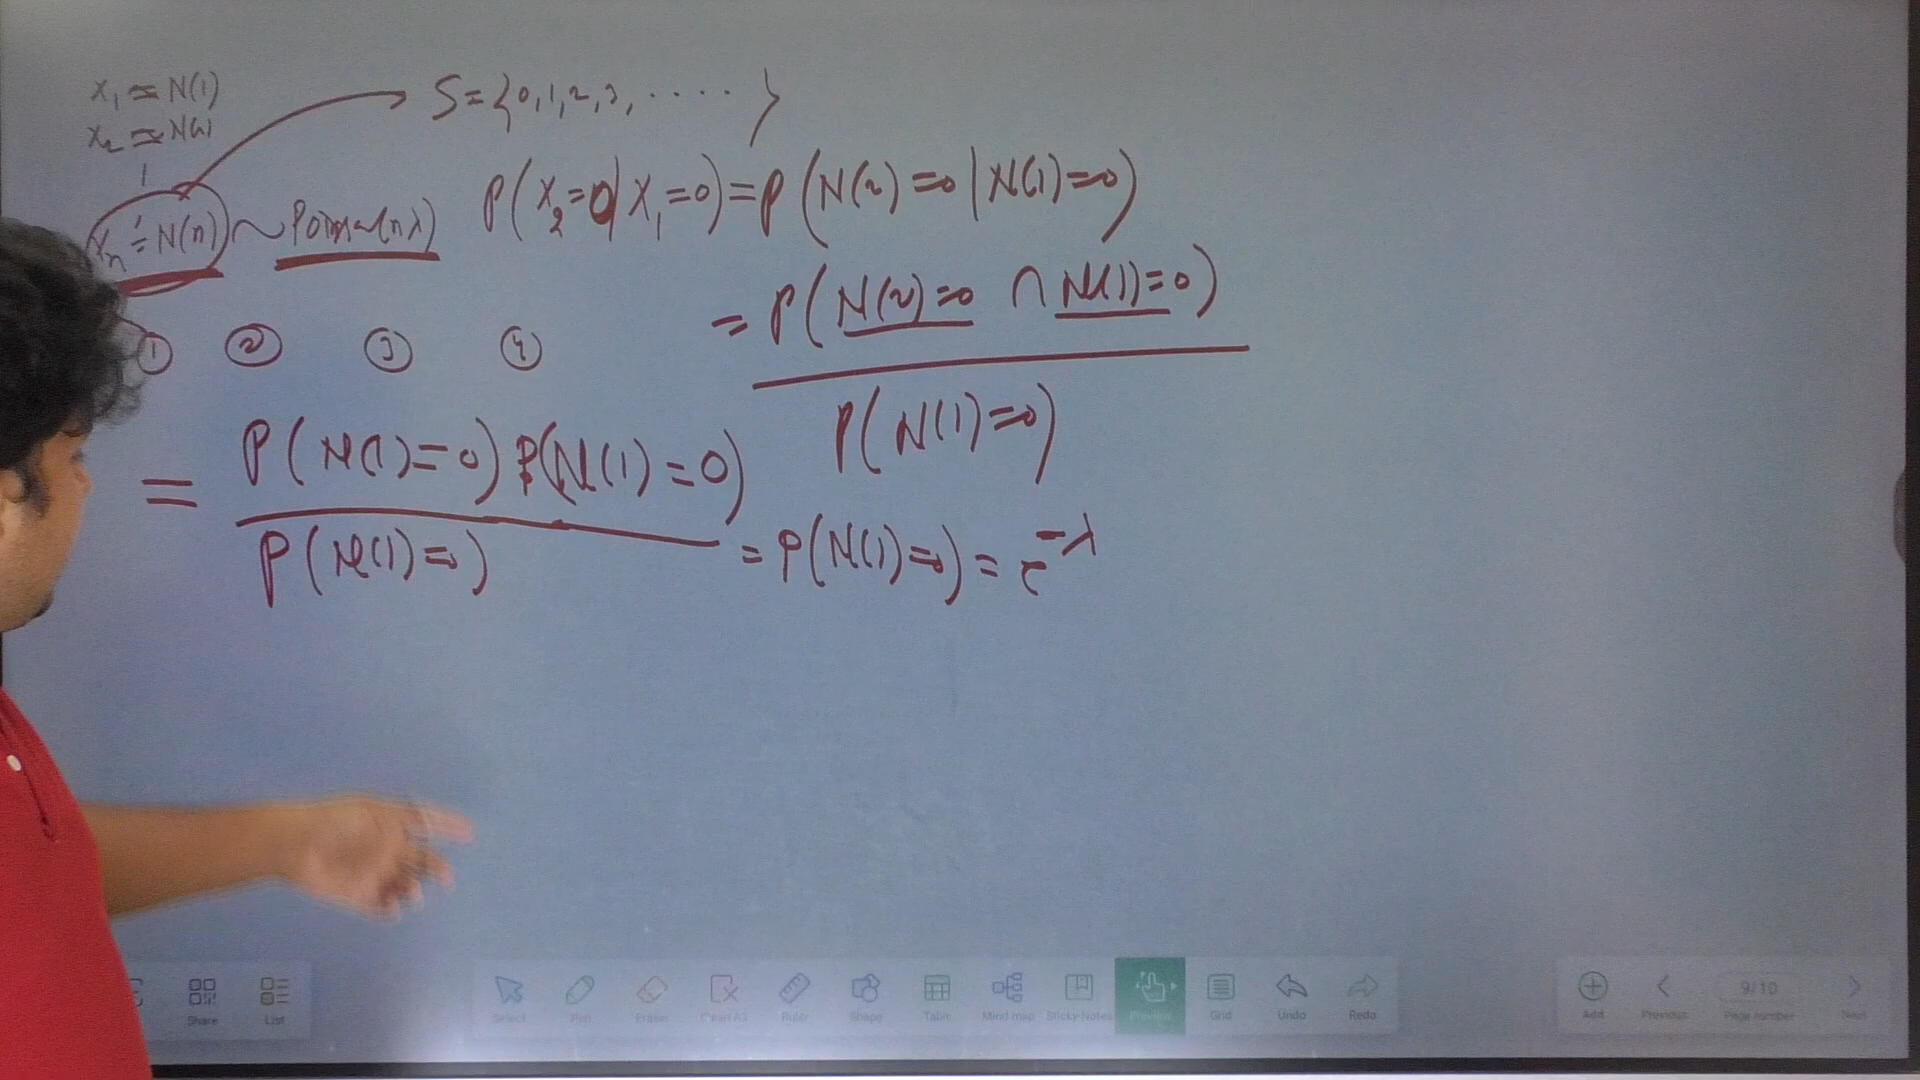 X₁ ≃ N(1)
X₂ ≃ N(2)
S = {0, 1, 2, 3, ····· }
Xₙ = N(n) ~ (nλ)
P(X₂=0 | X₁=0) = P(N(2)=0 | N(1)=0)
= P(N(2)=0 ∩ N(1)=0)
P(N(1)=0)
① ② ③ ④
= P(N(1)=0) P(N(1)=0)
P(N(1)=0)
= P(N(1)=0) = e^-λ
Share List Select Pen Eraser Ruler Shape Table Mind map Sticky Notes Preview Grid Undo Redo Add Previous Page number Next
9/10